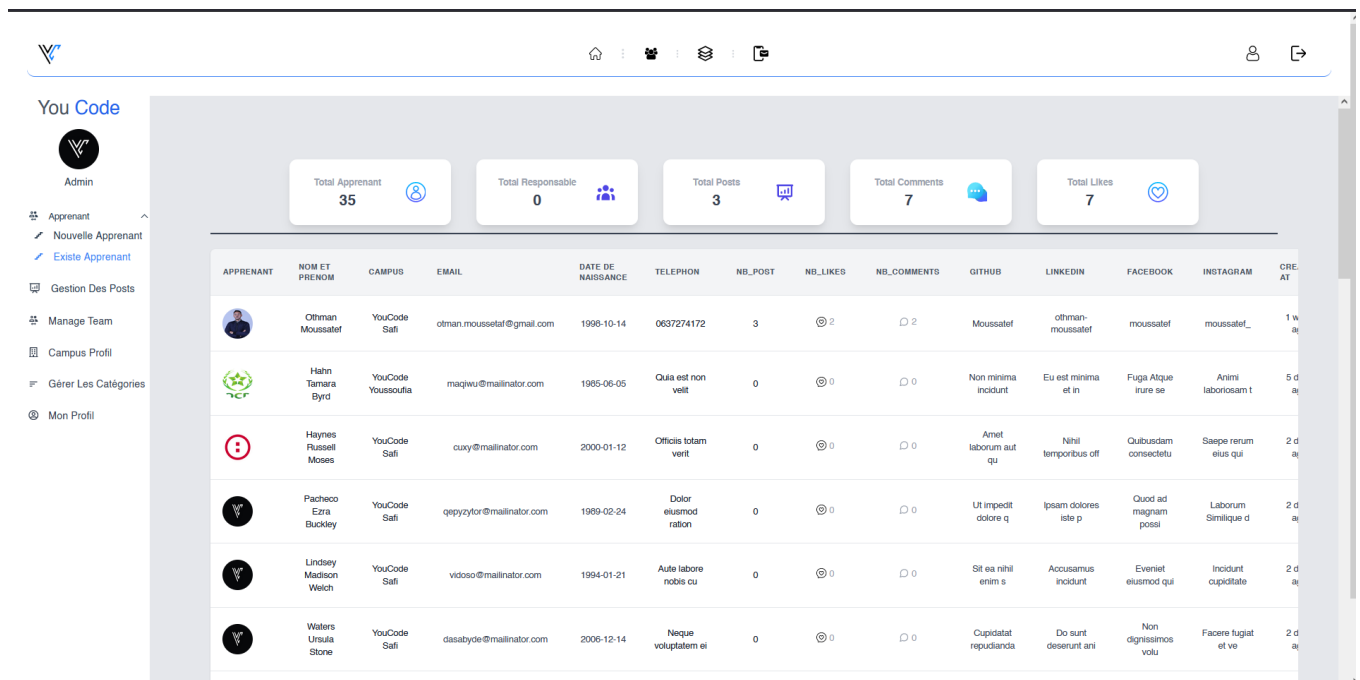 You Code
Admin
Apprenant
Nouvelle Apprenant
Existe Apprenant
Gestion Des Posts
Manage Team
Campus Profil
Gérer Les Catégories
Mon Profil
Total Apprenant
35
Total Responsable
0
Total Posts
3
Total Comments
7
Total Likes
7
APPRENANT NOM ET PRENOM CAMPUS EMAIL DATE DE NAISSANCE TELEPHON NB_POST NB_LIKES NB_COMMENTS GITHUB LINKEDIN FACEBOOK INSTAGRAM CRE AT
Othman Moussatef YouCode Safi otman.moussetaf@gmail.com 1996-10-14 0637274172 3 2 2 Moussatef othman-moussatef moussatef moussatef_ 1 w a
Hahn Tamara Byrd YouCode Youssoufia maqiwu@mailinator.com 1985-06-05 Quia est non velit 0 0 0 Non minima incidunt Eu est minima et in Fuga Atque irure se Animi laboriosam t 5 d a
Haynes Russell Moses YouCode Safi cuxy@mailinator.com 2000-01-12 Officiis totam verit 0 0 0 Amet laborum aut qu Nihil temporibus off Quibusdam consectetu Saepe rerum eius qui 2 d a
Pacheco Ezra Buckley YouCode Safi qepyzytor@mailinator.com 1989-02-24 Dolor eiusmod ration 0 0 0 Ut impedit dolore q Ipsam dolores iste p Quod ad magnam possi Laborum Similique d 2 d a
Lindsey Madison Welch YouCode Safi vidoso@mailinator.com 1994-01-21 Aute labore nobis cu 0 0 0 Sit ea nihil enim s Accusamus incidunt Eveniet eiusmod qui Incidunt cupiditate 2 d a
Waters Ursula Stone YouCode Safi dasabyde@mailinator.com 2006-12-14 Neque voluptatem ei 0 0 0 Cupidatat repudianda Do sunt deserunt ani Non dignissimos volu Facere fugiat et ve 2 d a